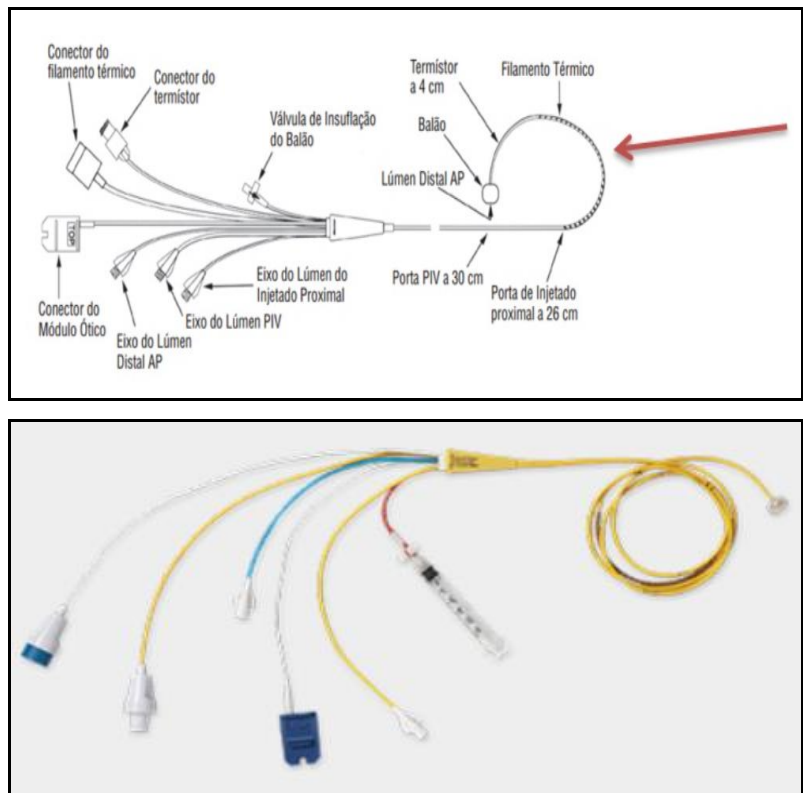 Conector do
filamento térmico
Conector do
termístor
Válvula de Insuflação
do Balão
Termístor
a 4 cm
Filamento Térmico
Balão
Lúmen Distal AP
TOP
Conector do
Módulo Ótico
Eixo do Lúmen
Distal AP
Eixo do Lúmen PIV
Eixo do Lúmen do
Injetado Proximal
Porta PIV a 30 cm
Porta de Injetado
proximal a 26 cm